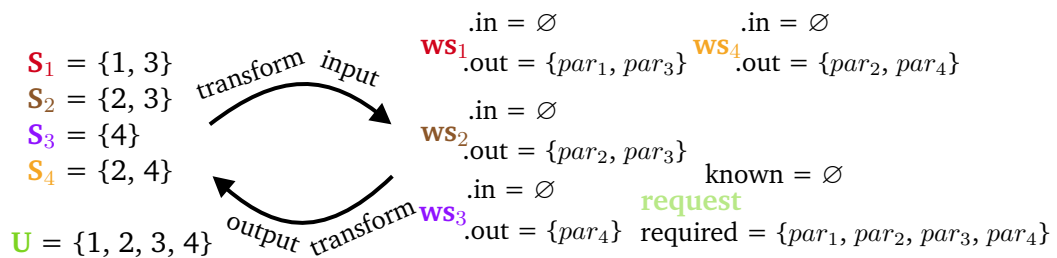 S₁ = {1, 3}
S₂ = {2, 3}
S₃ = {4}
S₄ = {2, 4}
U = {1, 2, 3, 4}
transform input
output transform
ws₁ .in = ∅
.out = {par₁, par₃}
ws₄ .in = ∅
.out = {par₂, par₄}
ws₂ .in = ∅
.out = {par₂, par₃}
ws₃ .in = ∅
.out = {par₄}
request
known = ∅
required = {par₁, par₂, par₃, par₄}